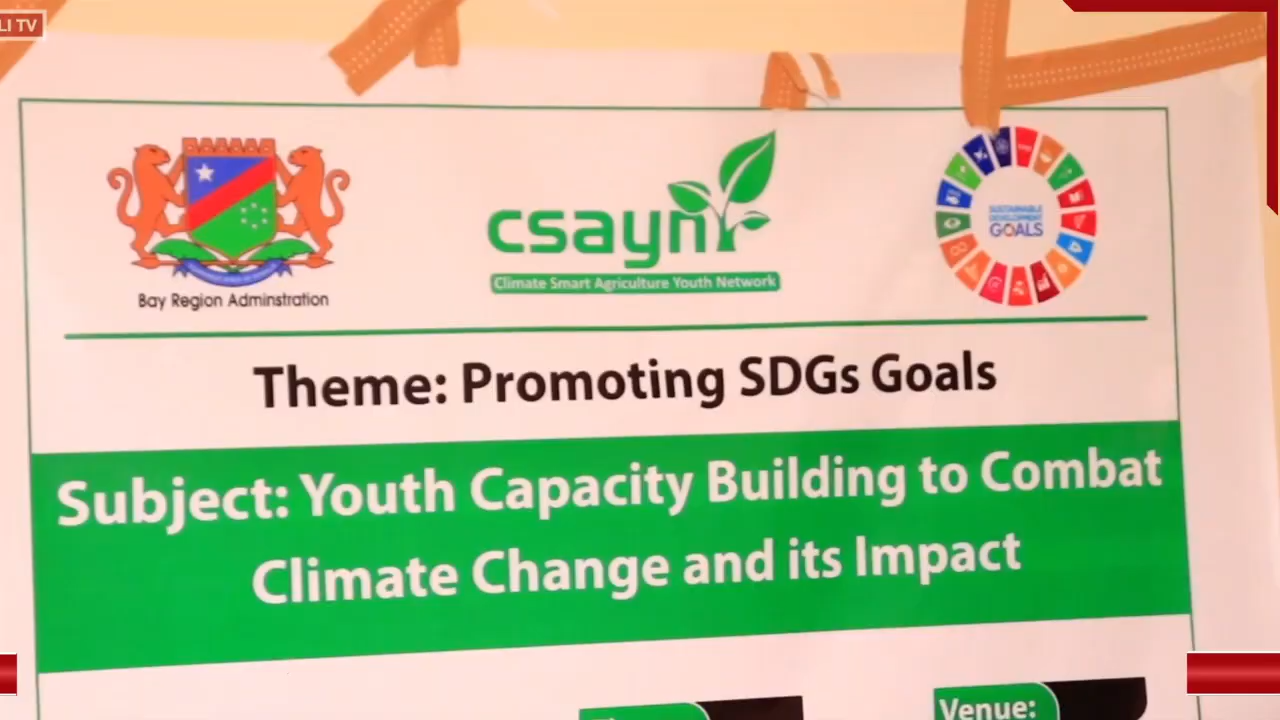 LI TV
Bay Region Adminstration
csayn
Climate Smart Agriculture Youth Network
SUSTAINABLE
DEVELOPMENT
GOALS
Theme: Promoting SDGs Goals
Subject: Youth Capacity Building to Combat
Climate Change and its Impact
Venue: